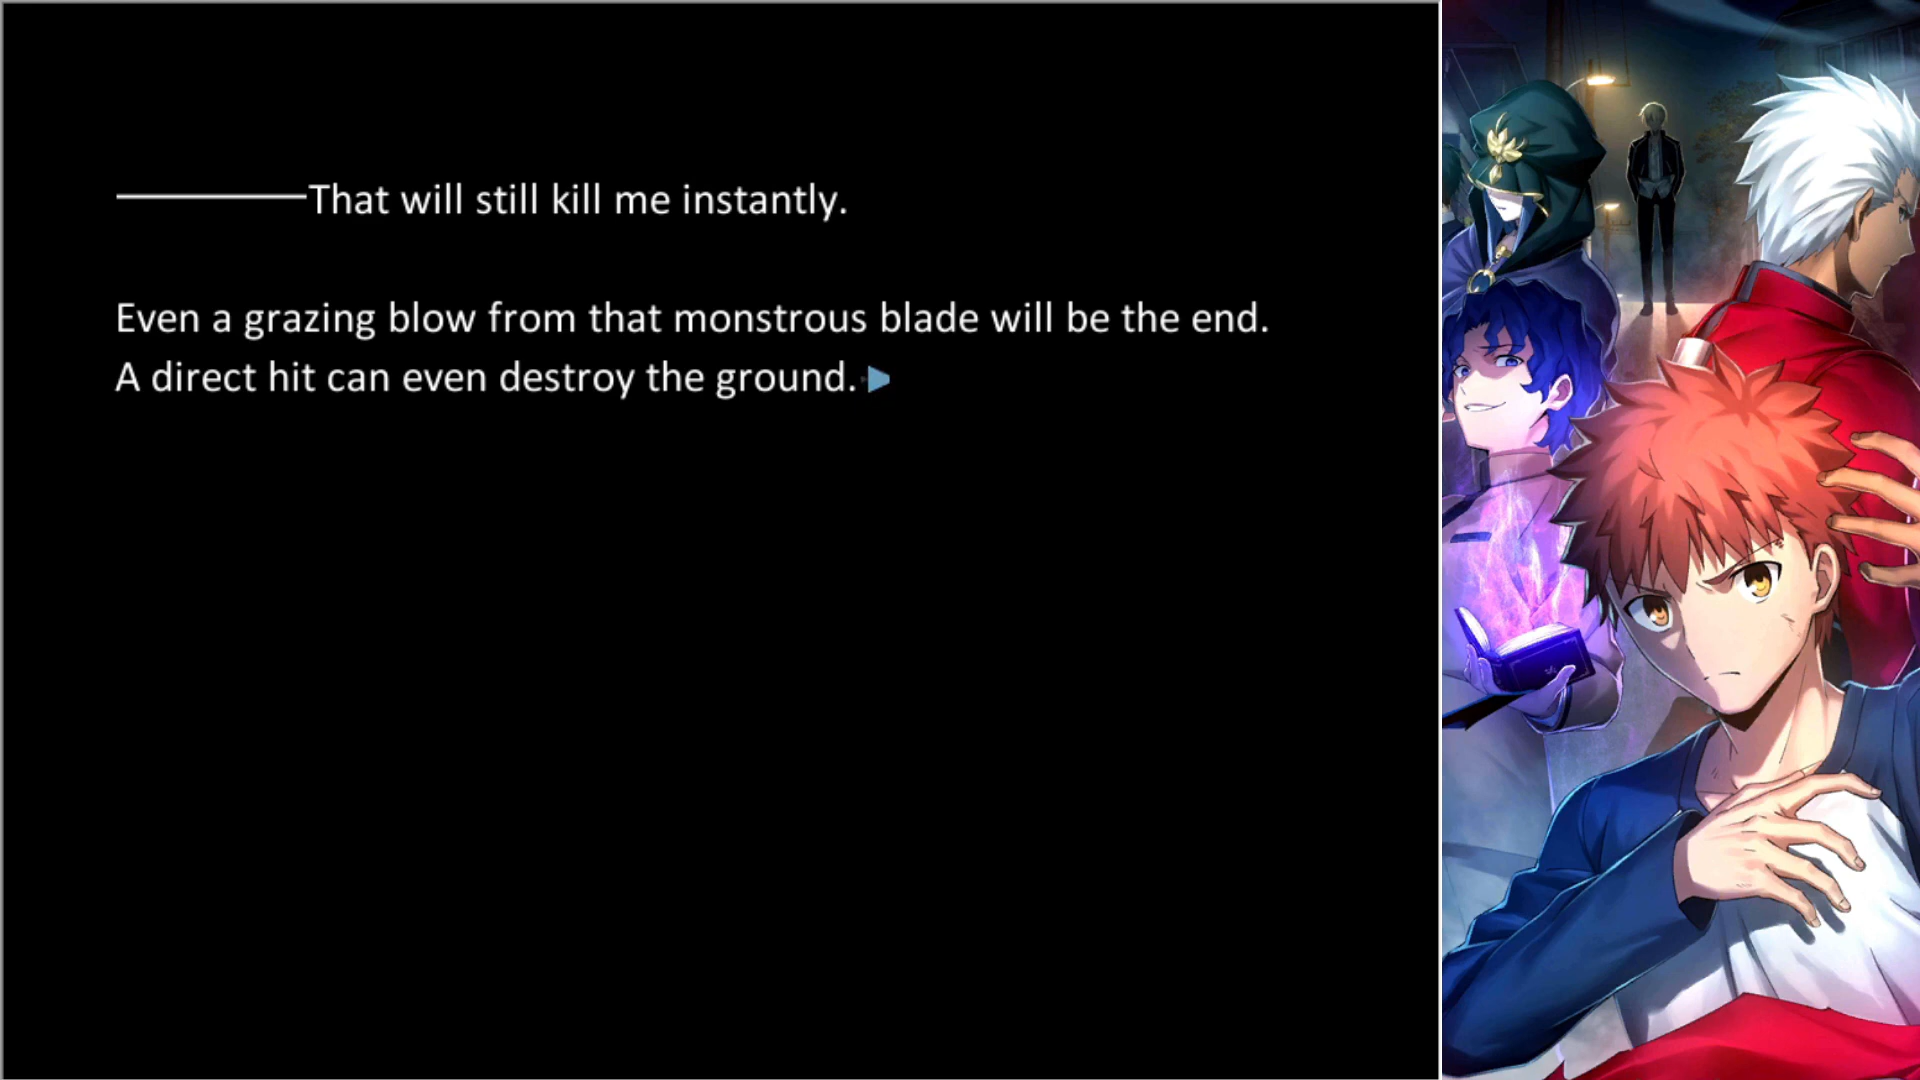 ————That will still kill me instantly.
Even a grazing blow from that monstrous blade will be the end.
A direct hit can even destroy the ground.